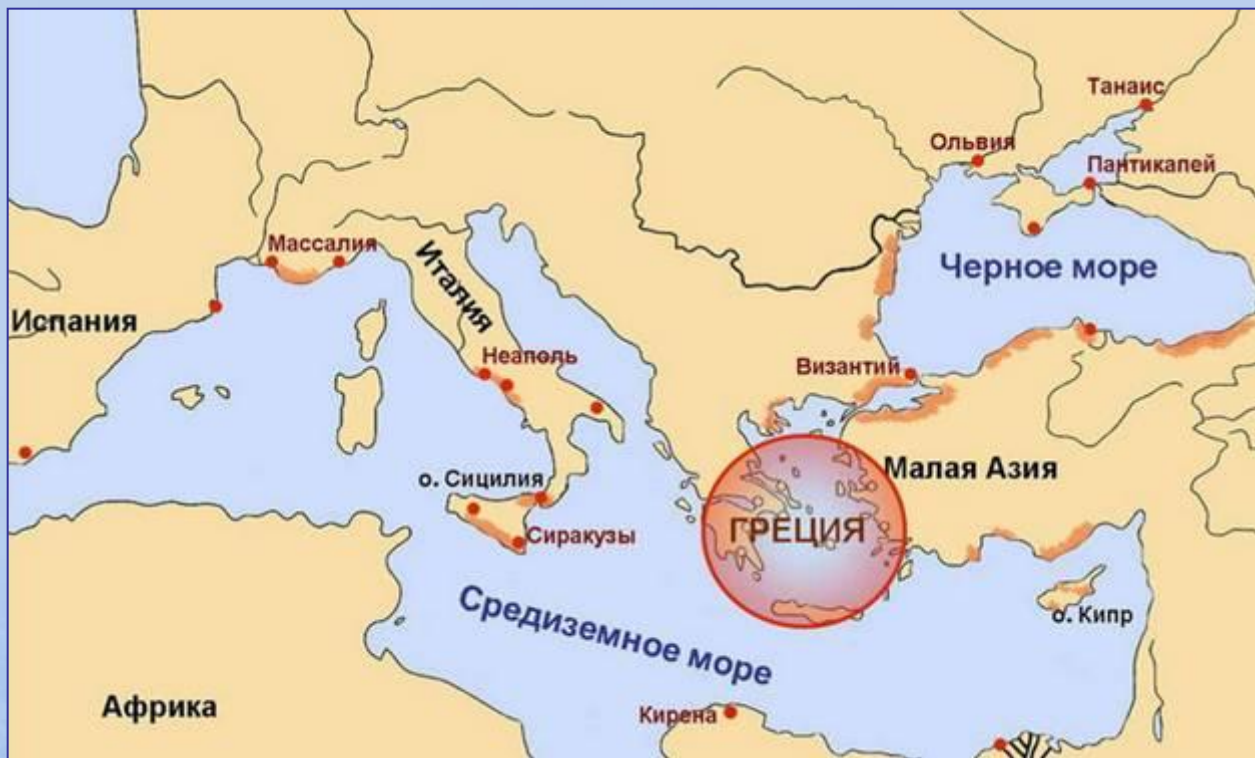 Танаис
Ольвия
Пантикапей
Массалия
Италия
Черное море
Испания
Неаполь
Византий
о. Сицилия
Малая Азия
Сиракузы
ГРЕЦИЯ
Средиземное море
о. Кипр
Африка
Кирена